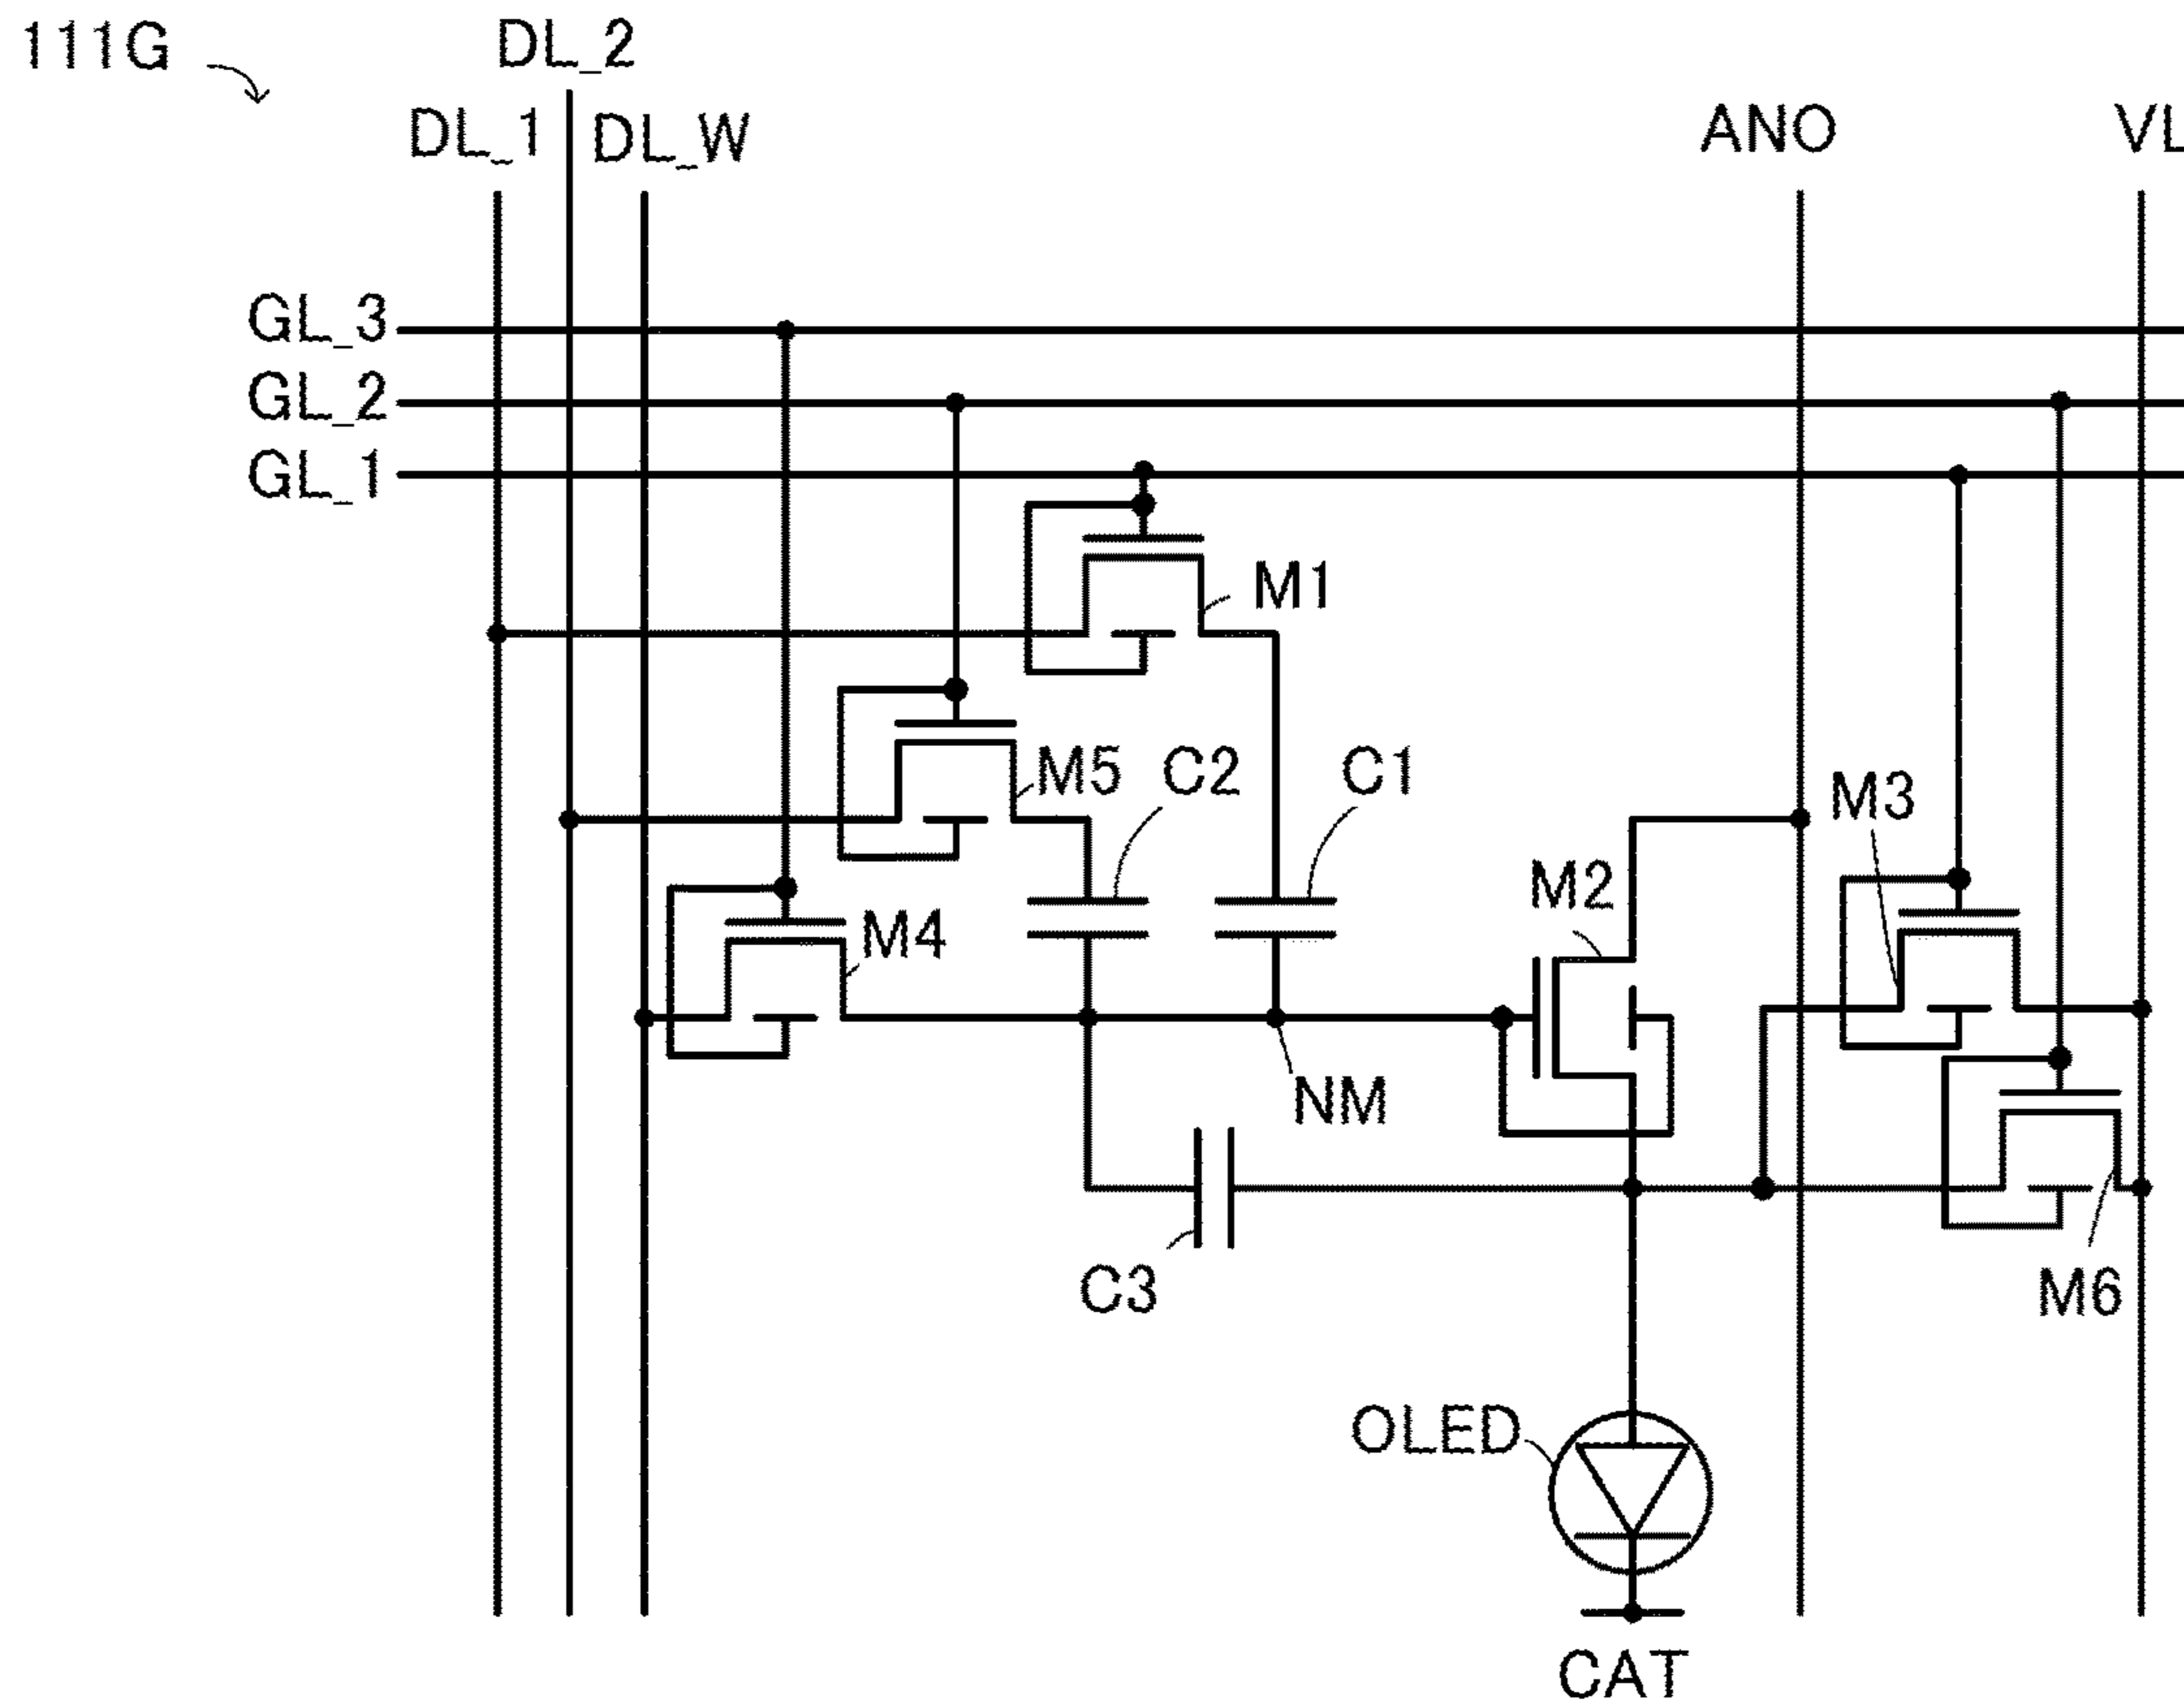 111G
DL_2
DL_1
DL_W
ANO
VL
GL_3
GL_2
GL_1
M1
M5
C2
C1
M3
M2
M4
NM
C3
M6
OLED
CAT